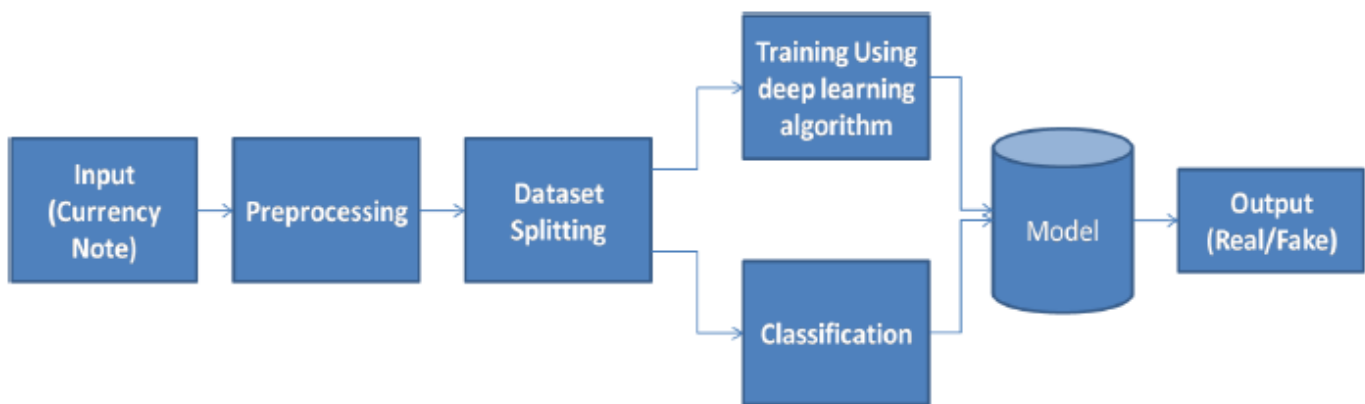 Input
(Currency
Note)
Preprocessing
Dataset
Splitting
Training Using
deep learning
algorithm
Classification
Model
Output
(Real/Fake)